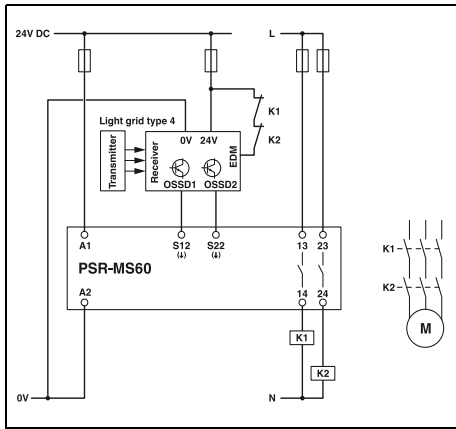 24V DC
L
K1
K2
Light grid type 4
Transmitter
Receiver
0V 24V
EDM
OSSD1 OSSD2
A1
S12
(↓)
S22
(↓)
13 23
PSR-MS60
A2
14 24
K1
K2
0V
N
K1
K2
M